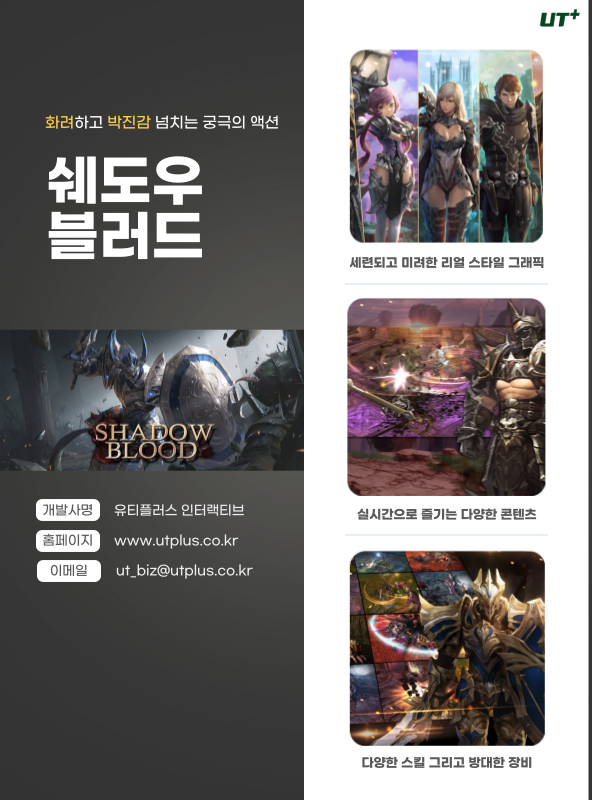 UT+
화려하고 박진감 넘치는 궁극의 액션
쉐도우
블러드
SHADOW
BLOOD
개발사명 유티플러스 인터랙티브
홈페이지 www.utplus.co.kr
이메일 ut_biz@utplus.co.kr
세련되고 미려한 리얼 스타일 그래픽
실시간으로 즐기는 다양한 콘텐츠
다양한 스킬 그리고 방대한 장비